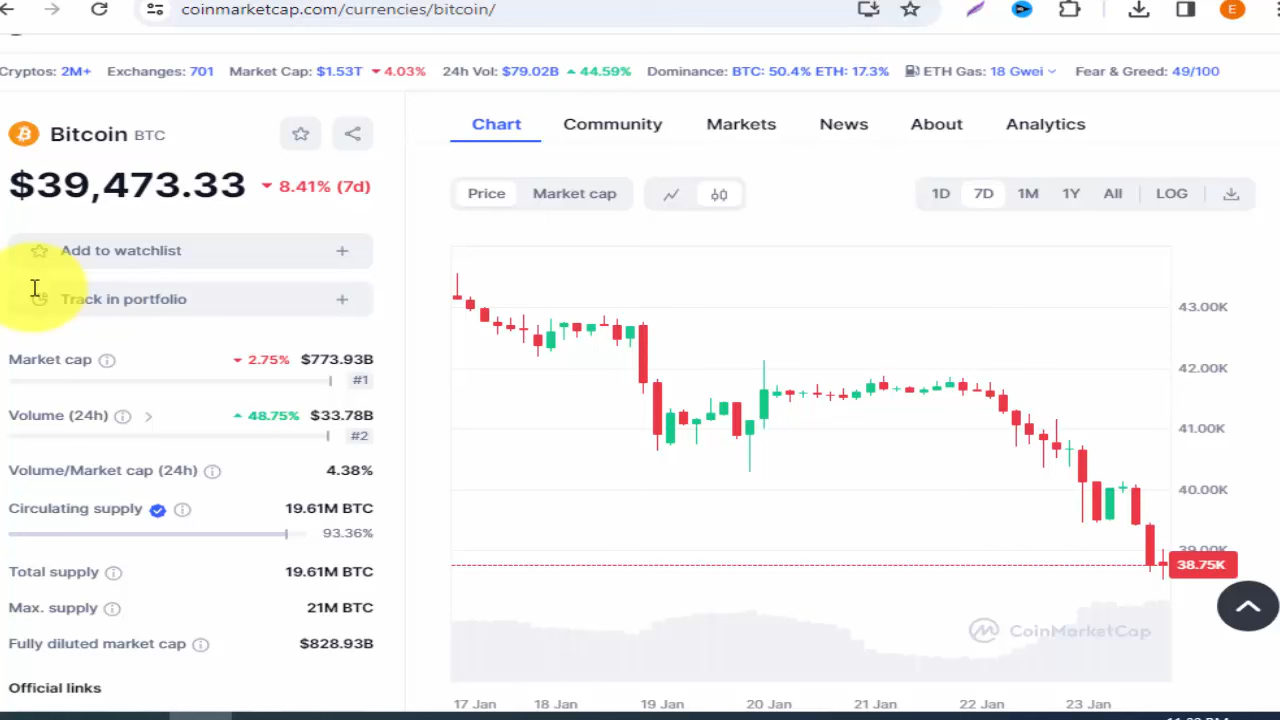 coinmarketcap.com/currencies/bitcoin/
E
Cryptos: 2M+ Exchanges: 701 Market Cap: $1.53T 4.03% 24h Vol: $79.02B 44.59% Dominance: BTC: 50.4% ETH: 17.3% ETH Gas: 18 Gwei Fear & Greed: 49/100
Bitcoin BTC
$39,473.33 8.41% (7d)
Add to watchlist +
Track in portfolio +
Market cap 2.75% $773.93B
#1
Volume (24h) 48.75% $33.78B
#2
Volume/Market cap (24h) 4.38%
Circulating supply 19.61M BTC
93.36%
Total supply 19.61M BTC
Max. supply 21M BTC
Fully diluted market cap $828.93B
Official links
Chart Community Markets News About Analytics
Price Market cap 1D 7D 1M 1Y All LOG
43.00K
42.00K
41.00K
40.00K
39.00K
38.75K
CoinMarketCap
17 Jan 18 Jan 19 Jan 20 Jan 21 Jan 22 Jan 23 Jan